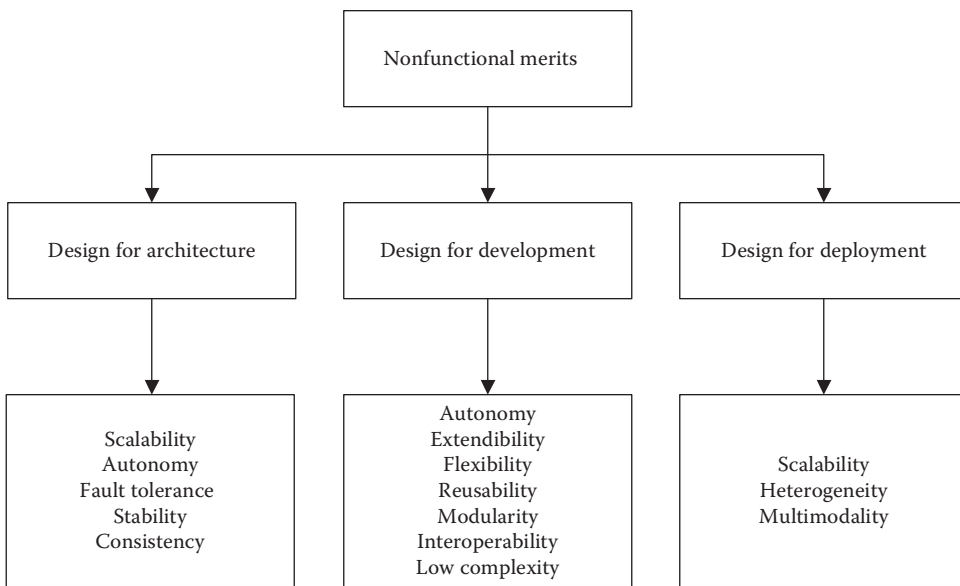 Nonfunctional merits
Design for architecture
Design for development
Design for deployment
Scalability
Autonomy
Fault tolerance
Stability
Consistency
Autonomy
Extendibility
Flexibility
Reusability
Modularity
Interoperability
Low complexity
Scalability
Heterogeneity
Multimodality